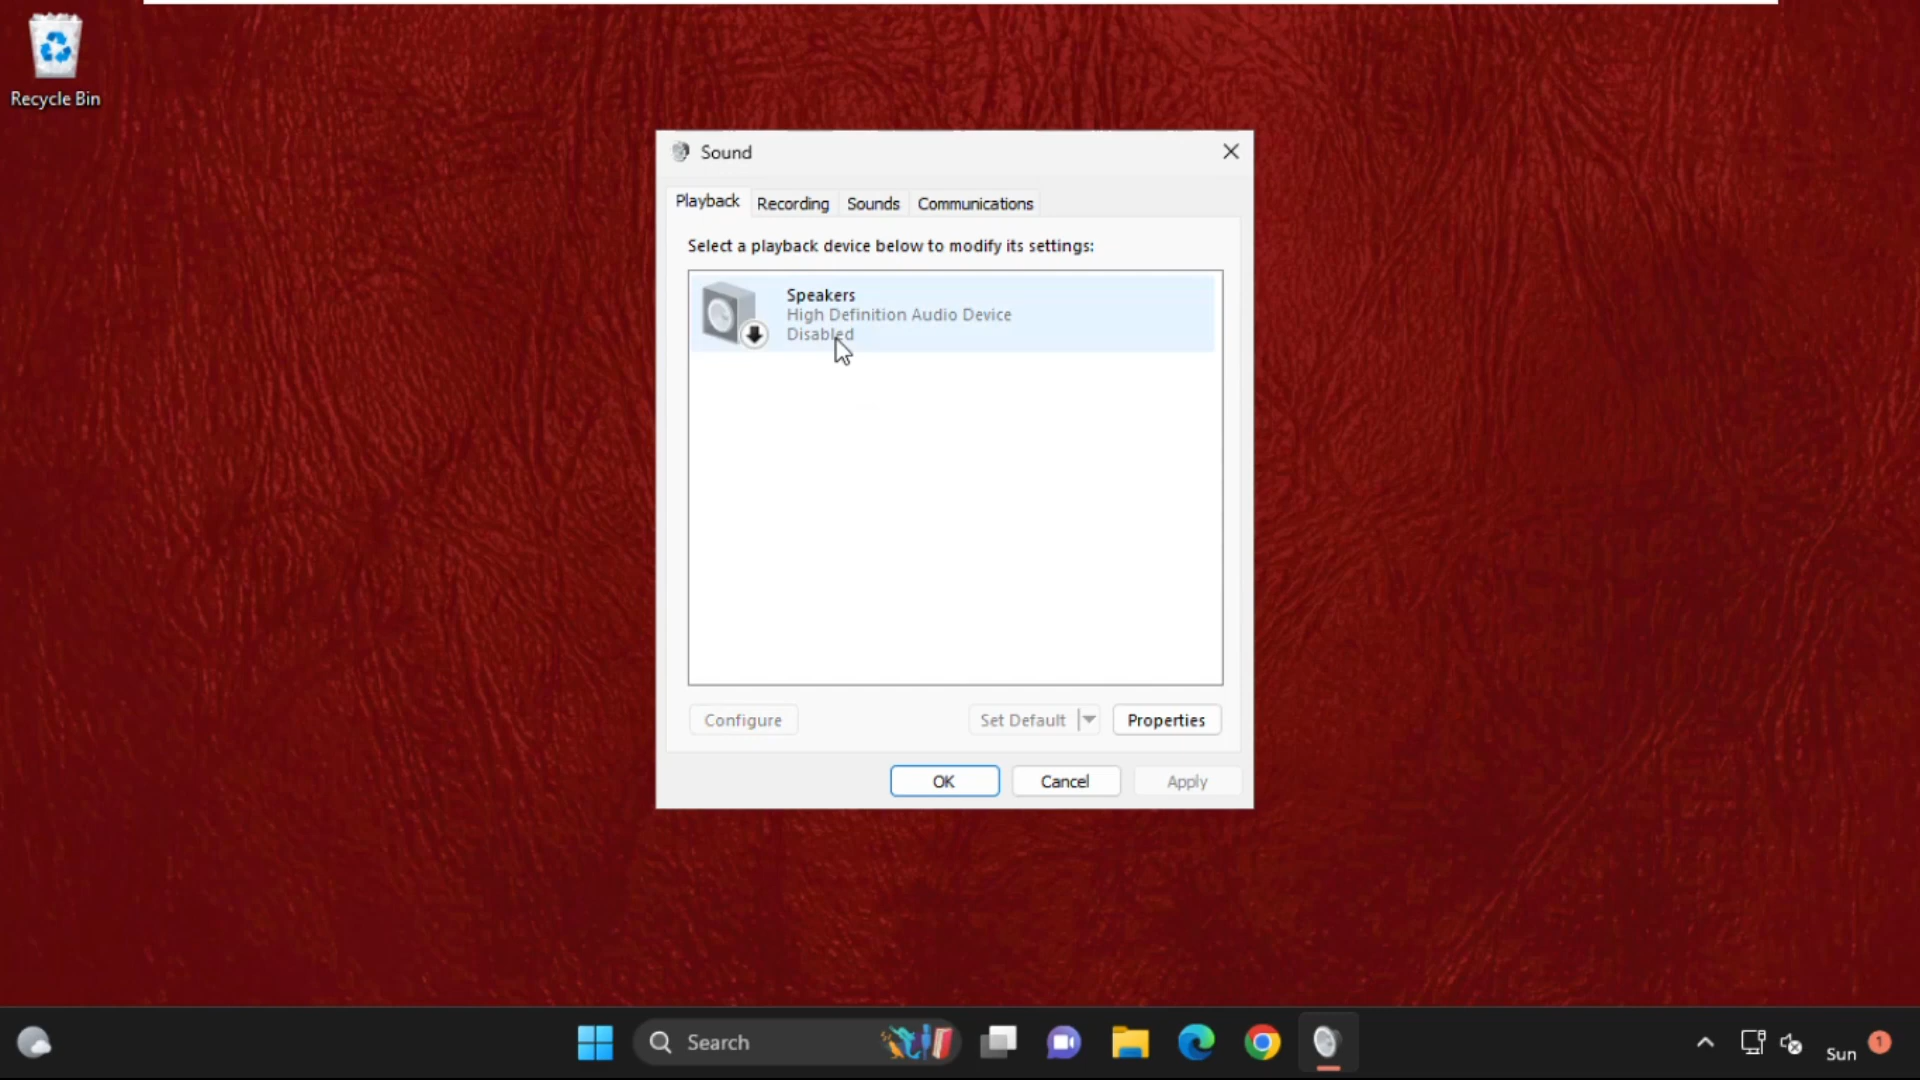 Recycle Bin
Sound
Playback Recording Sounds Communications
Select a playback device below to modify its settings:
Speakers
High Definition Audio Device
Disabled
Configure Set Default Properties
OK Cancel Apply
Search
Sun 1